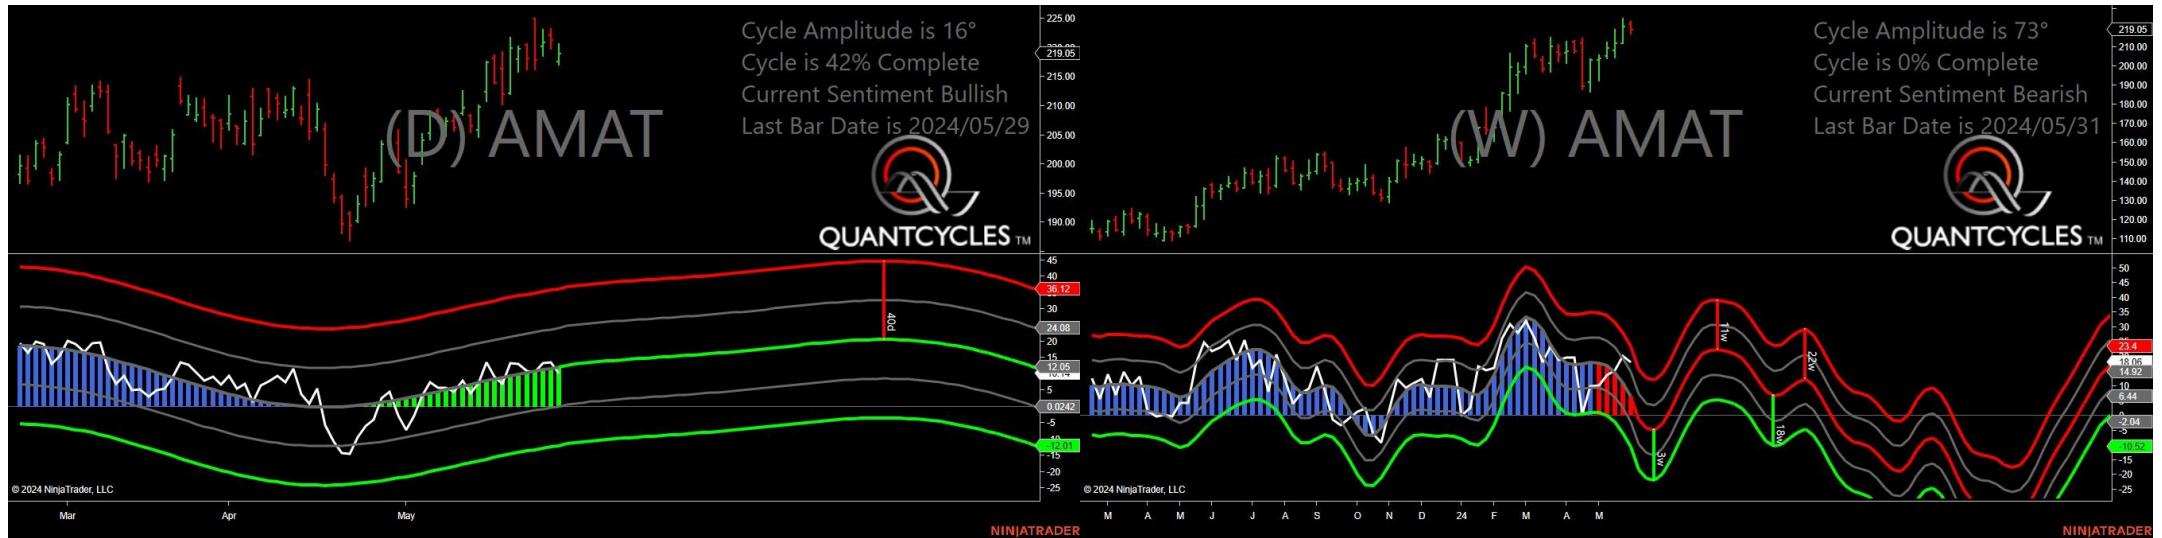 Cycle Amplitude is 16°
Cycle is 42% Complete
Current Sentiment Bullish
Last Bar Date is 2024/05/29
(D) AMAT
QUANTCYCLES TM
225.00
219.05
215.00
210.00
205.00
200.00
195.00
190.00
45
40
36.12
30
24.08
20
15
12.05
5
0.0242
-5
-12.01
-15
-20
-25
40d
© 2024 NinjaTrader, LLC
Mar
Apr
May
NINJATRADER
Cycle Amplitude is 73°
Cycle is 0% Complete
Current Sentiment Bearish
Last Bar Date is 2024/05/31
(W) AMAT
QUANTCYCLES TM
219.05
210.00
200.00
190.00
180.00
170.00
160.00
150.00
140.00
130.00
120.00
110.00
50
45
40
35
30
23.4
18.06
14.92
10
6.44
-2.04
-5
-10.52
-15
-20
-25
11w
22w
3w
18w
© 2024 NinjaTrader, LLC
M A M J J A S O N D 24 F M A M
NINJATRADER